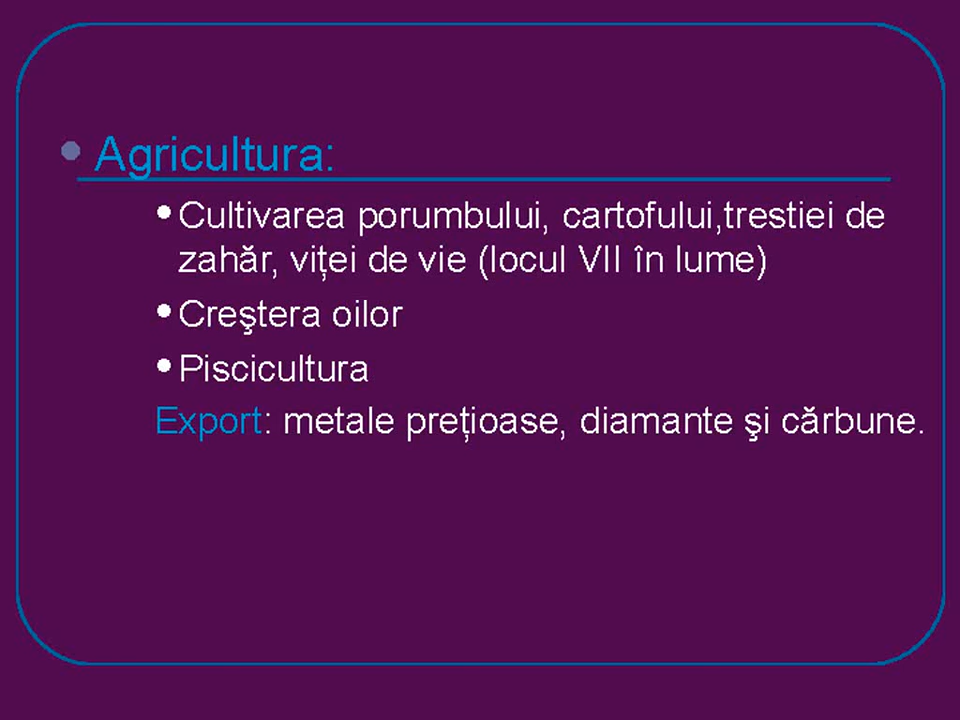 • Agricultura:
• Cultivarea porumbului, cartofului,trestiei de
zahăr, viței de vie (locul VII în lume)
• Creştera oilor
• Piscicultura
Export: metale prețioase, diamante şi cărbune.